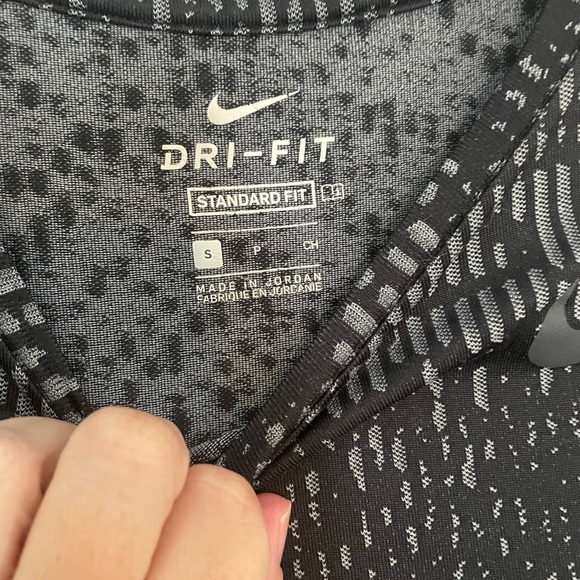 DRI-FIT
STANDARD FIT
S P CH
MADE IN JORDAN
FABRIQUE EN JORDANIE